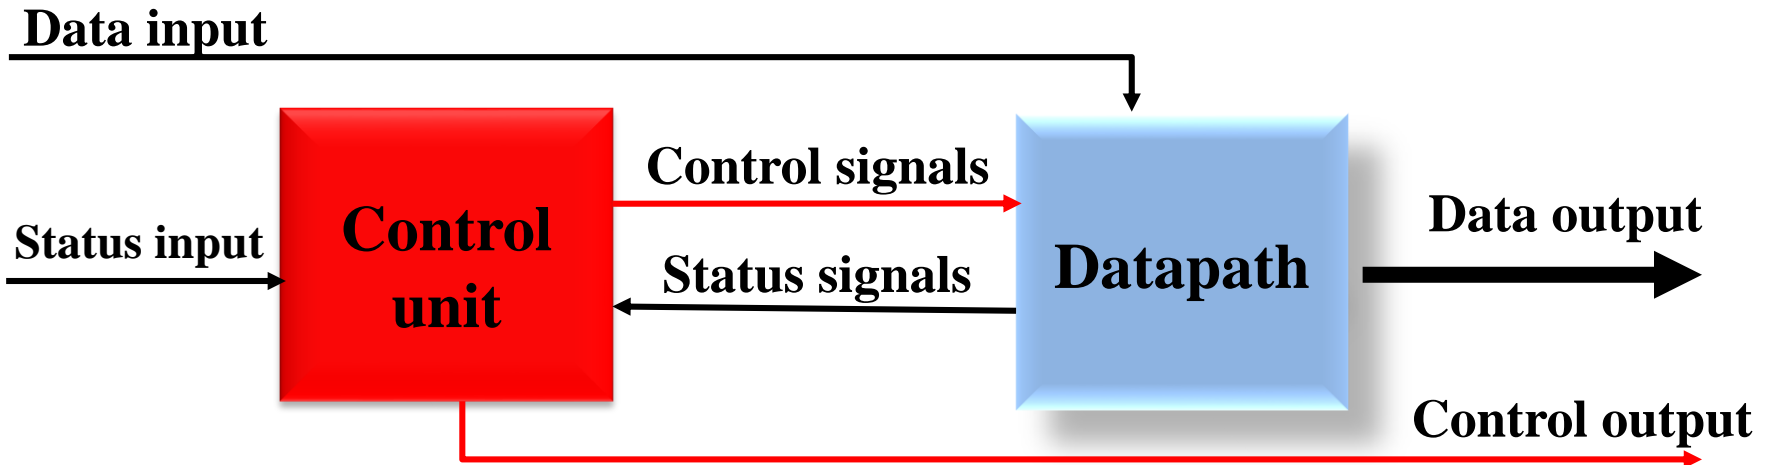 Data input
Control signals
Data output
Status input
Control
unit
Status signals
Datapath
Control output